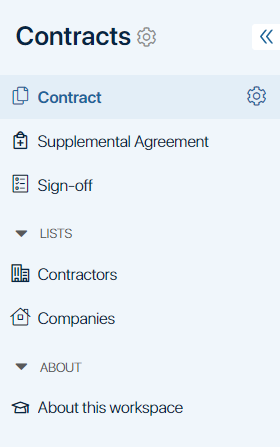 Contracts
Contract
Supplemental Agreement
Sign-off
LISTS
Contractors
Companies
ABOUT
About this workspace